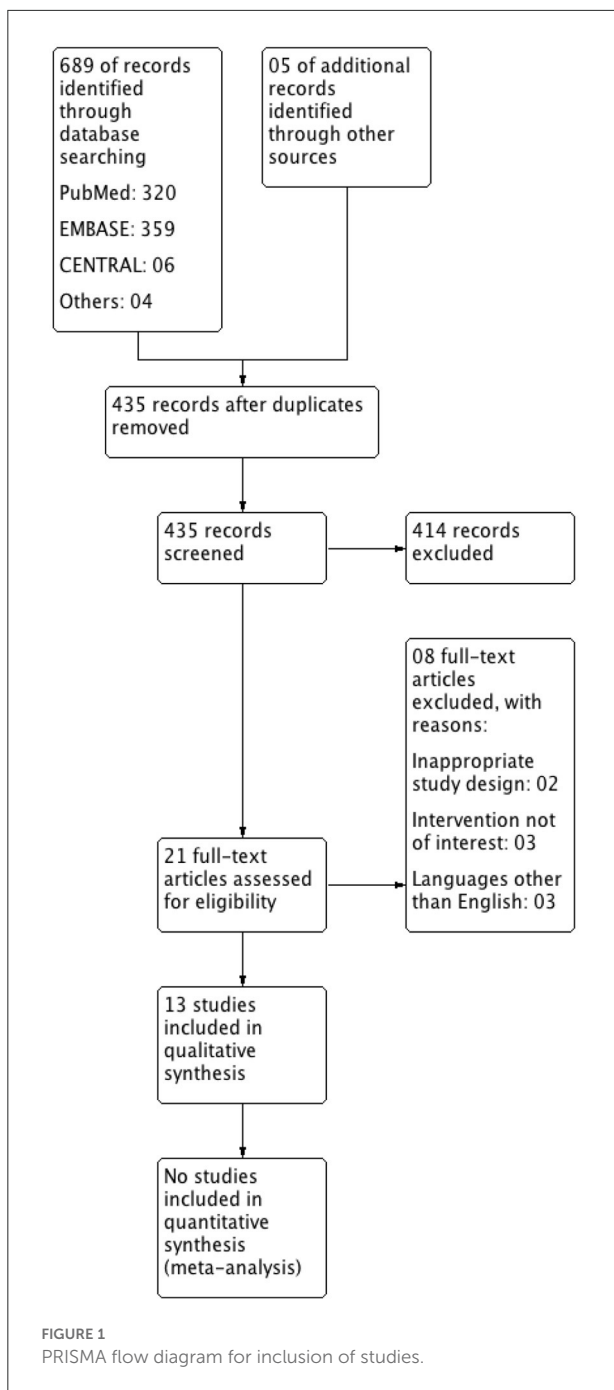 689 of records
identified
through
database
searching
PubMed: 320
EMBASE: 359
CENTRAL: 06
Others: 04
05 of additional
records
identified
through other
sources
435 records after duplicates
removed
435 records
screened
414 records
excluded
08 full-text
articles
excluded, with
reasons:
Inappropriate
study design: 02
Intervention not
of interest: 03
Languages other
than English: 03
21 full-text
articles assessed
for eligibility
13 studies
included in
qualitative
synthesis
No studies
included in
quantitative
synthesis
(meta-analysis)
FIGURE 1
PRISMA flow diagram for inclusion of studies.